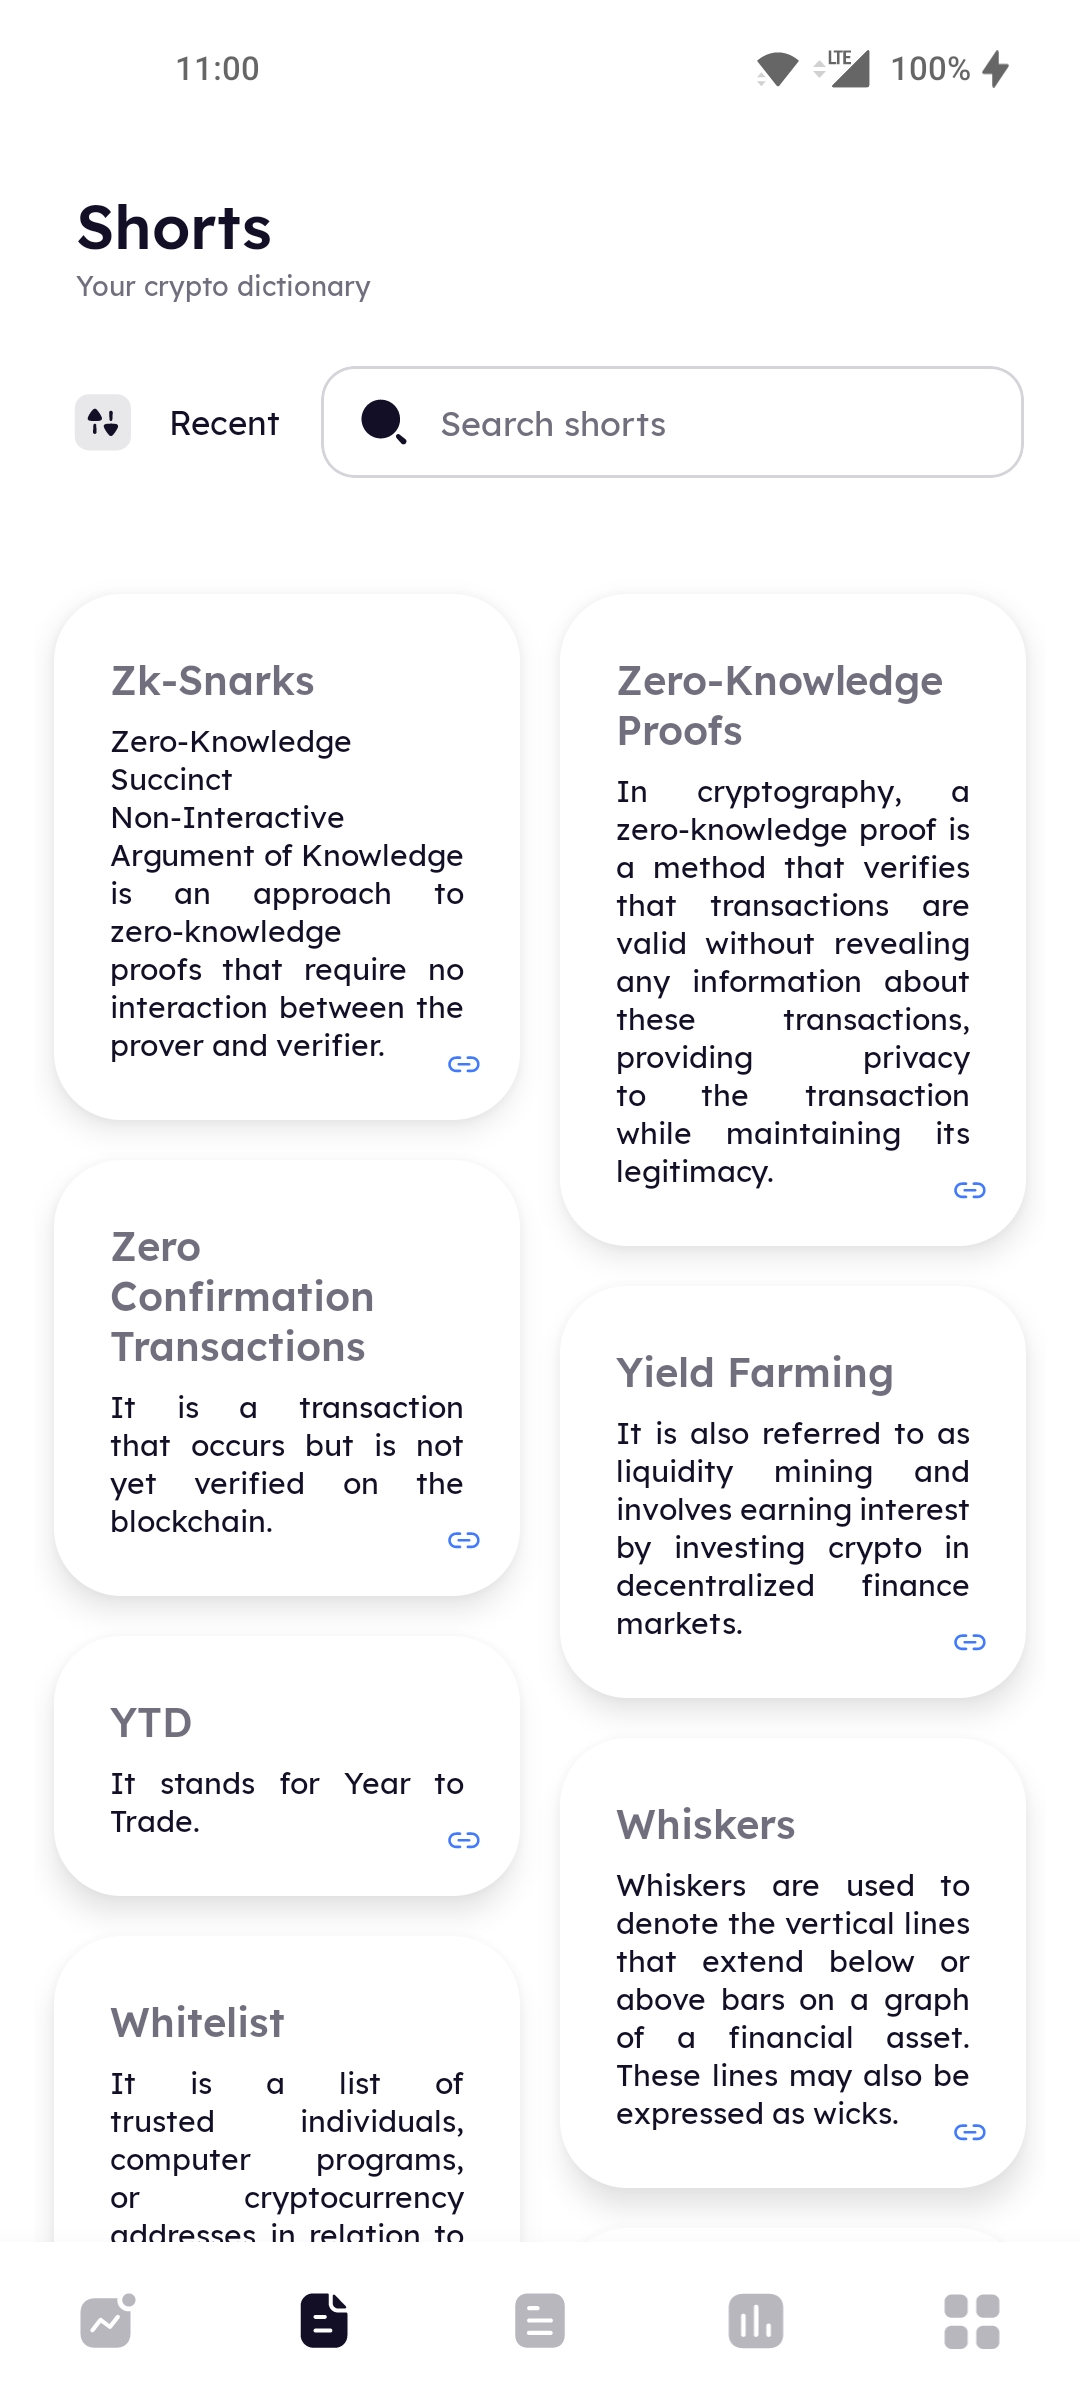 11:00
LTE
100%
Shorts
Your crypto dictionary
Recent
Search shorts
Zk-Snarks
Zero-Knowledge
Succinct
Non-Interactive
Argument of Knowledge
is an approach to
zero-knowledge
proofs that require no
interaction between the
prover and verifier.
Zero-Knowledge
Proofs
In cryptography, a
zero-knowledge proof is
a method that verifies
that transactions are
valid without revealing
any information about
these transactions,
providing privacy
to the transaction
while maintaining its
legitimacy.
Zero
Confirmation
Transactions
It is a transaction
that occurs but is not
yet verified on the
blockchain.
Yield Farming
It is also referred to as
liquidity mining and
involves earning interest
by investing crypto in
decentralized finance
markets.
YTD
It stands for Year to
Trade.
Whiskers
Whiskers are used to
denote the vertical lines
that extend below or
above bars on a graph
of a financial asset.
These lines may also be
expressed as wicks.
Whitelist
It is a list of
trusted individuals,
computer programs,
or cryptocurrency
addresses in relation to